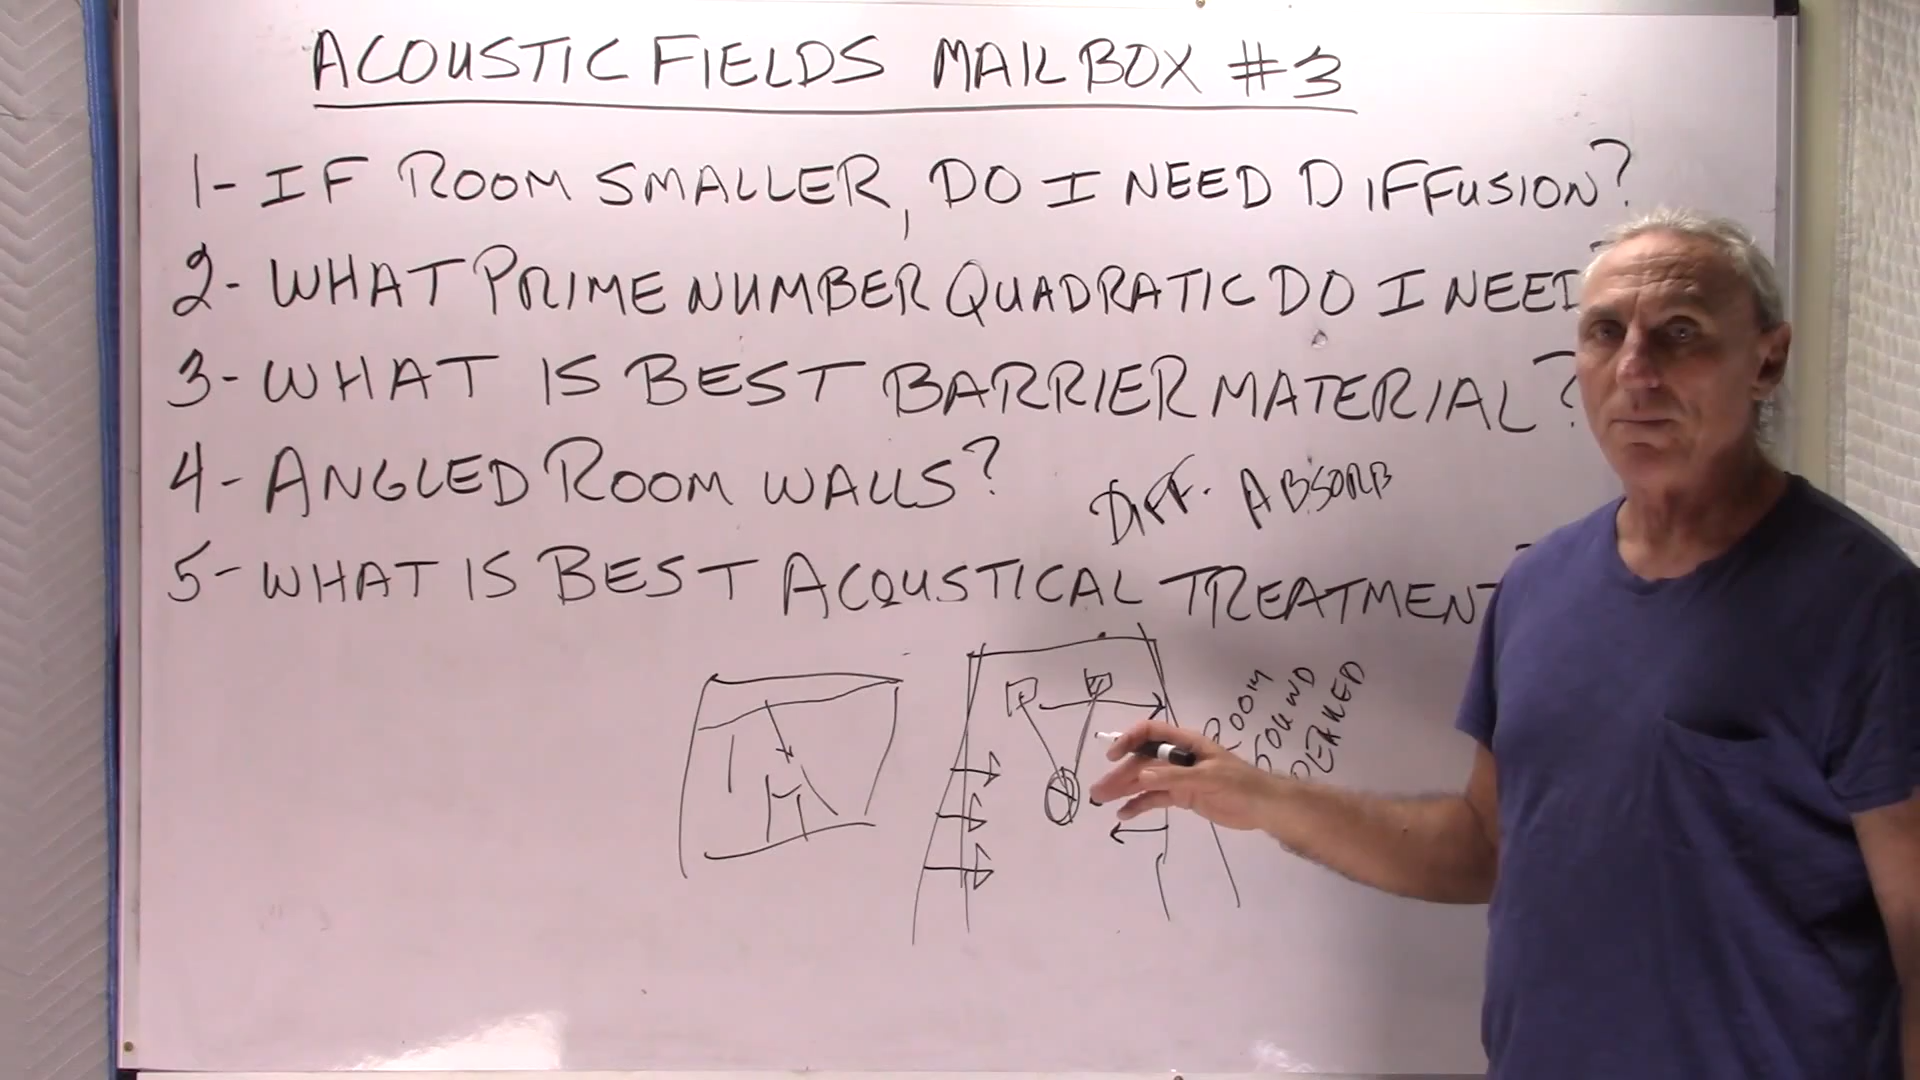 ACOUSTIC FIELDS MAILBOX #3
1- IF ROOM SMALLER, DO I NEED DIFFUSION?
2- WHAT PRIME NUMBER QUADRATIC DO I NEED
3- WHAT IS BEST BARRIER MATERIAL?
4- ANGLED ROOM WALLS?
DIFF. ABSORB
5- WHAT IS BEST ACOUSTICAL TREATMENT
ROOM
SOUND